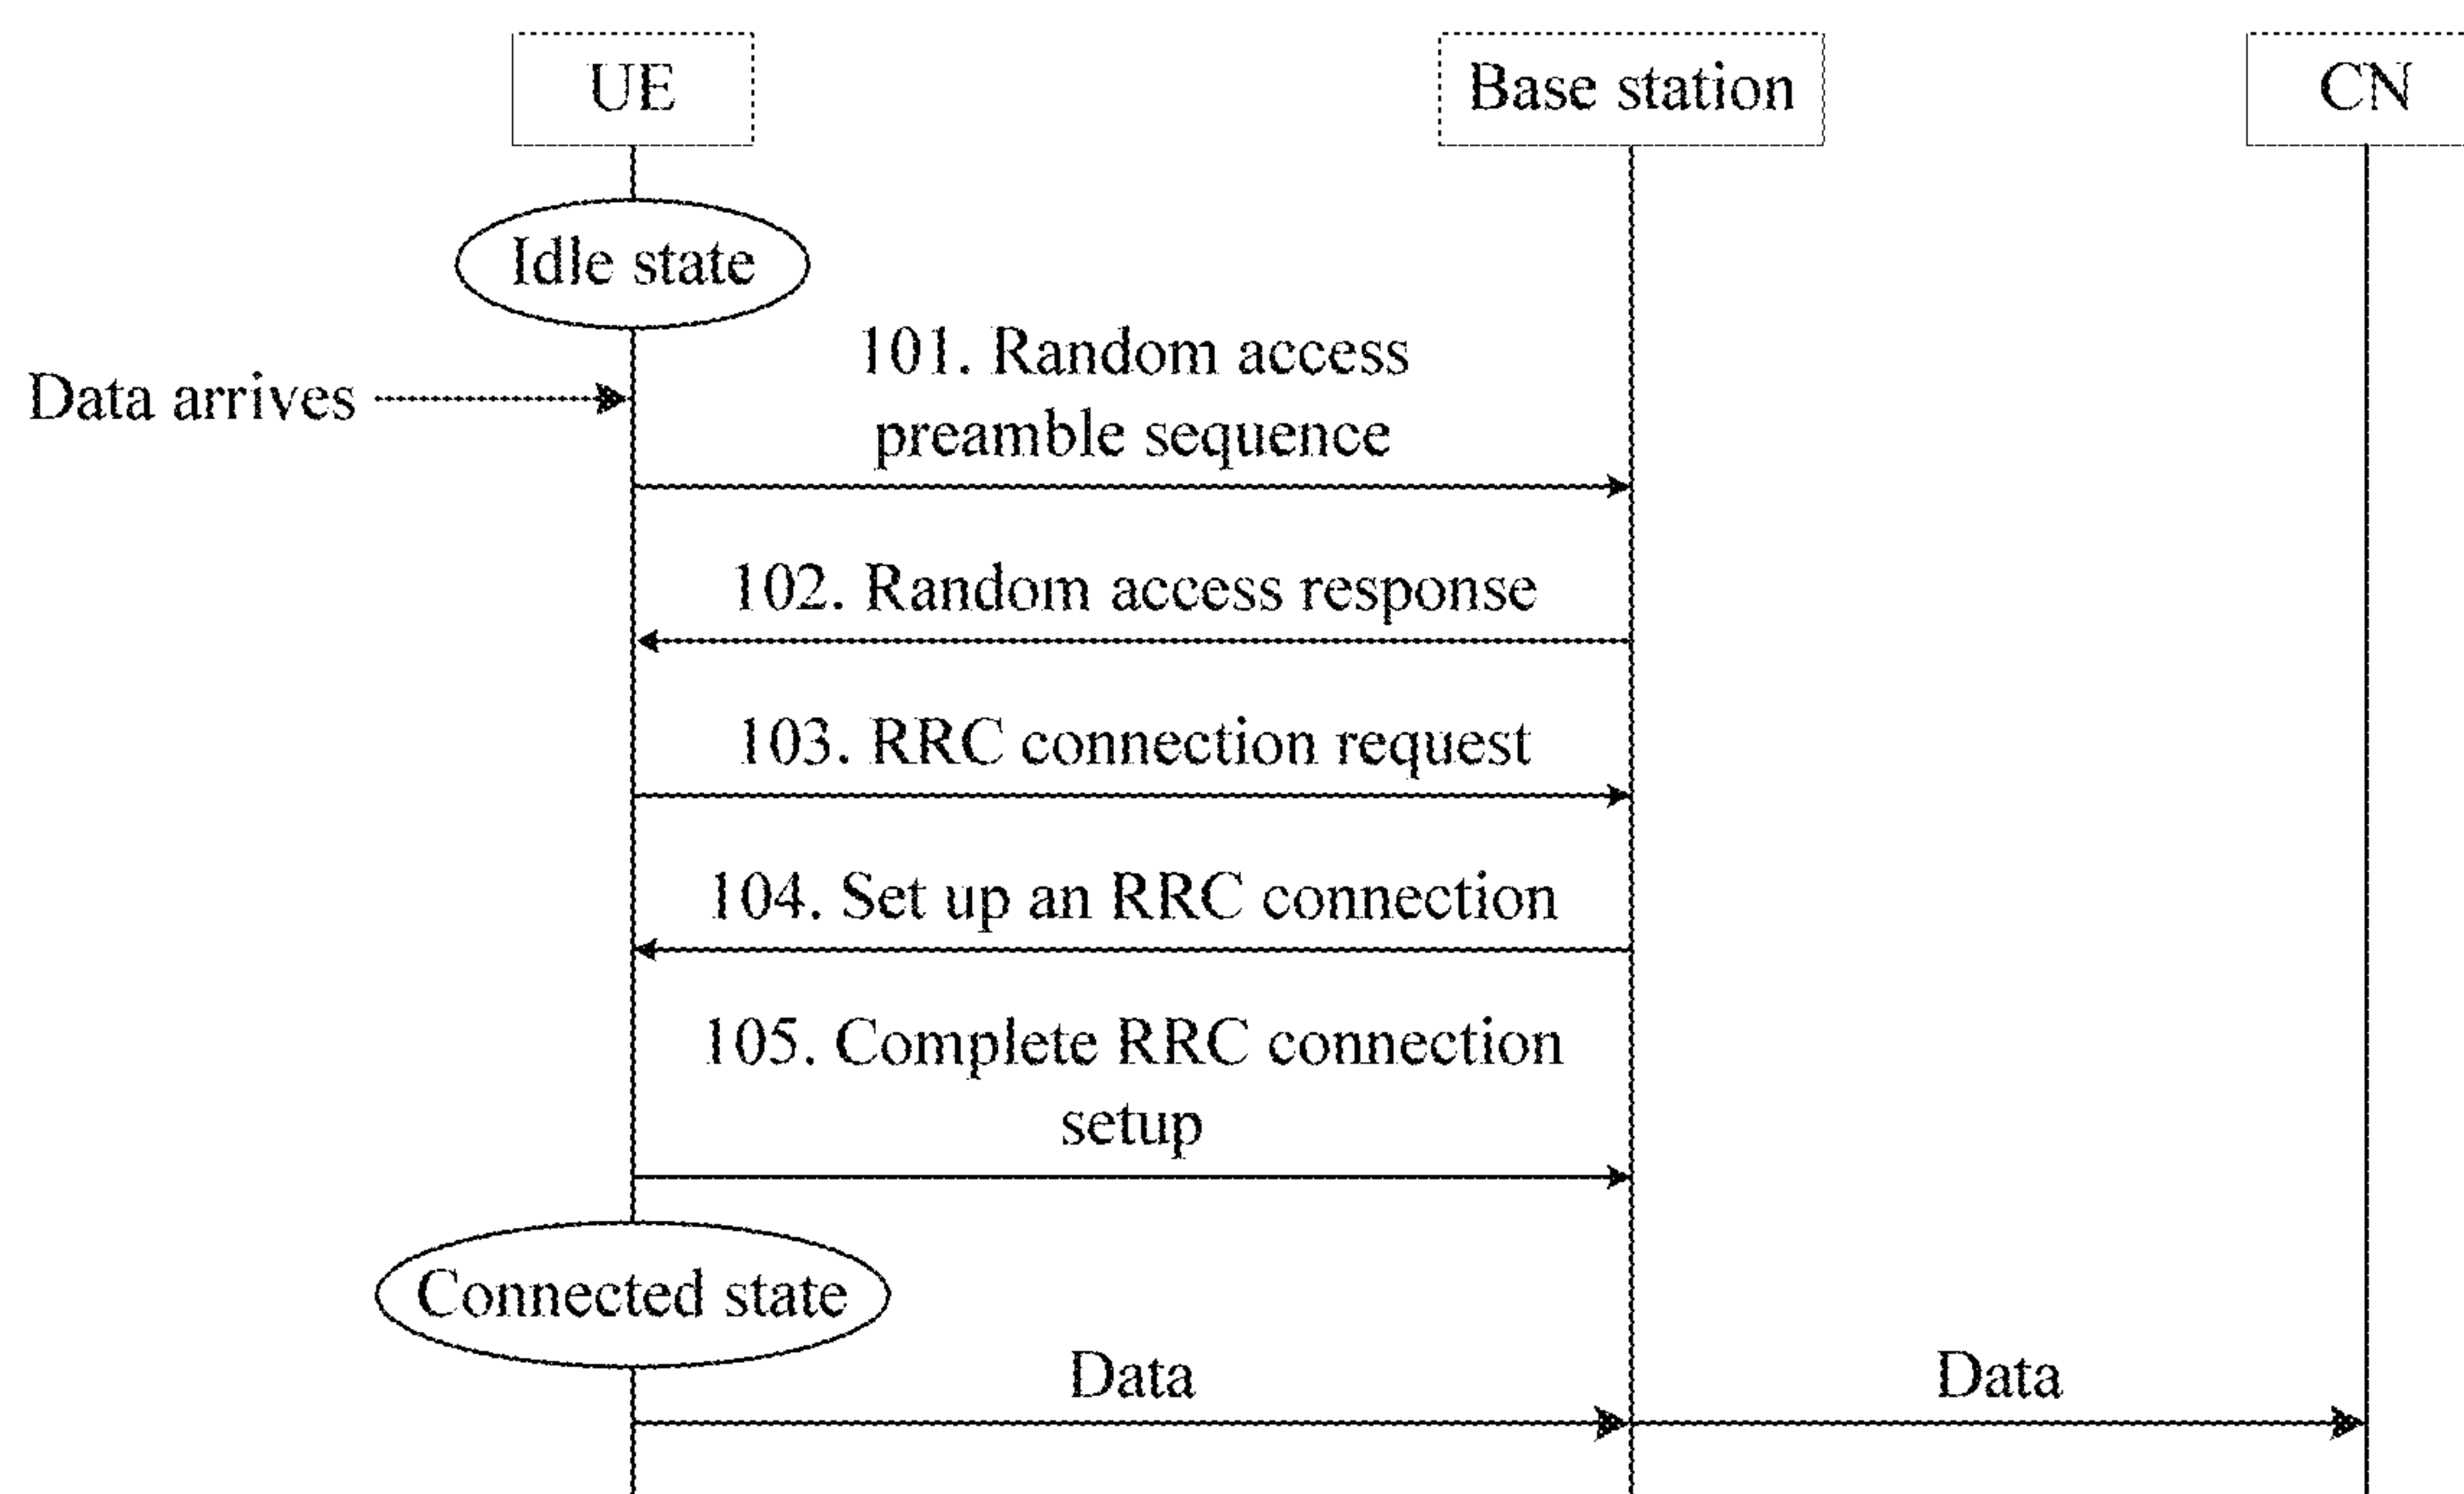 UE
Base station
CN
Idle state
101. Random access
preamble sequence
Data arrives
102. Random access response
103. RRC connection request
104. Set up an RRC connection
105. Complete RRC connection
setup
Connected state
Data
Data